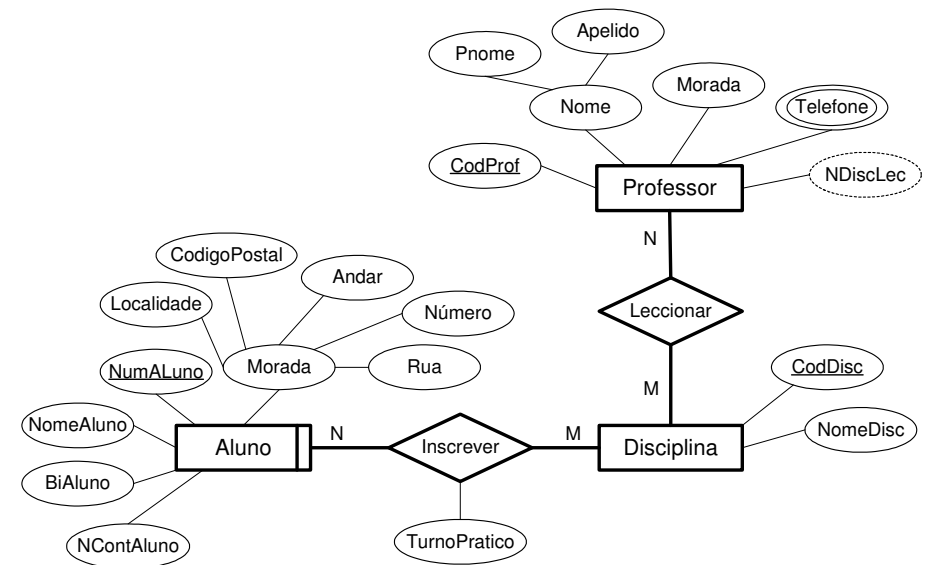 Apelido
Pnome
Morada
Nome
Telefone
CodProf
Professor
NDiscLec
N
CodigoPostal
Andar
Localidade
Número
Leccionar
NumALuno
Morada
Rua
CodDisc
M
NomeAluno
N
M
NomeDisc
Aluno
Inscrever
Disciplina
BiAluno
NContAluno
TurnoPratico